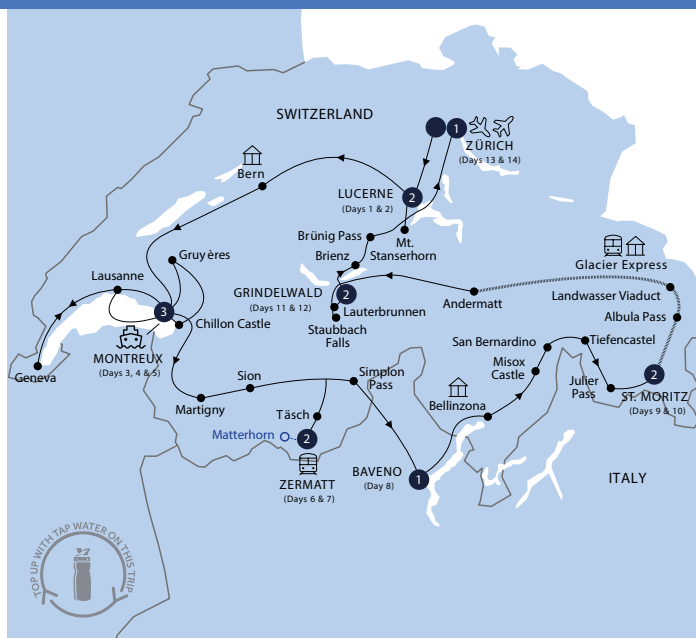 SWITZERLAND
1
ZÜRICH
(Days 13 & 14)
Bern
LUCERNE
(Days 1 & 2)
2
Brünig Pass
Mt.
Stanserhorn
Gruyères
Brienz
Glacier Express
Lausanne
GRINDELWALD
(Days 11 & 12)
2
Andermatt
Landwasser Viaduct
3
Chillon Castle
Lauterbrunnen
Staubbach
Falls
Albula Pass
MONTREUX
(Days 3, 4 & 5)
Geneva
San Bernardino
Tiefencastel
Misox
Castle
Simplon
Pass
Sion
Martigny
Julier
Pass
2
ST. MORITZ
(Days 9 & 10)
Bellinzona
Täsch
Matterhorn
2
ZERMATT
(Days 6 & 7)
BAVENO
(Day 8)
1
ITALY
TOP UP WITH TAP WATER ON THIS TRIP